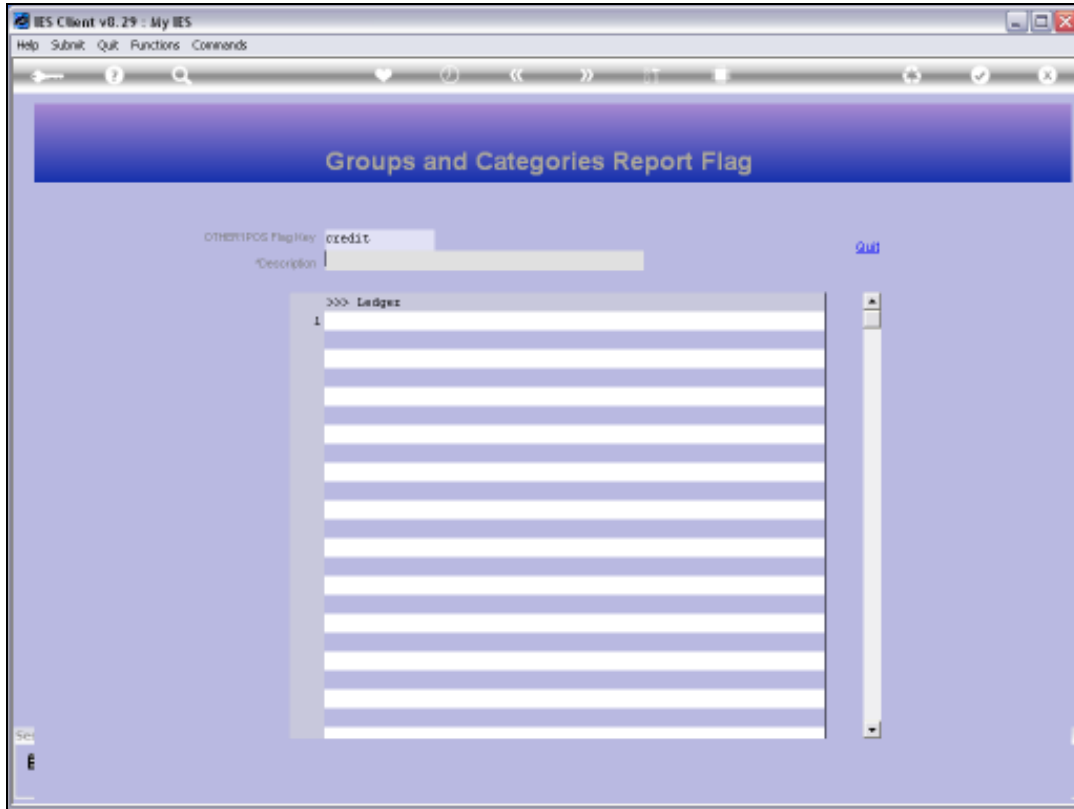 IES Client v8.29 : My IES
Help Submit Quit Functions Commands
Groups and Categories Report Flag
OTHER1POS Flag Key credit
*Description
Quit
>>> Ledger
1